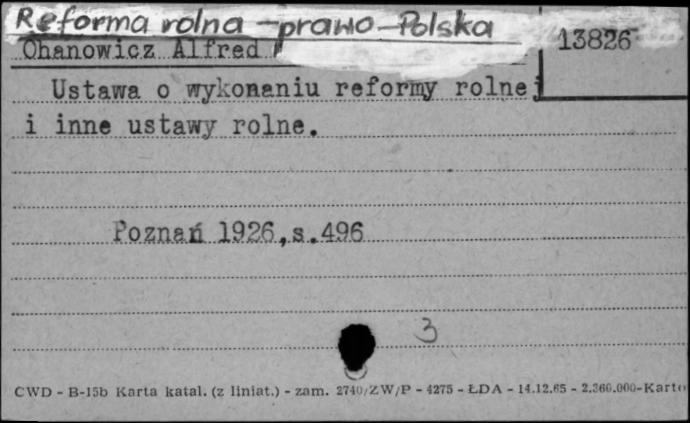 Reforma rolna - prawo - Polska
Ohanowicz Alfred
13826
Ustawa o wykonaniu reformy rolnej
i inne ustawy rolne.
Poznań 1926,s.496
3
CWD - B-15b Karta katal. (z liniat.) - zam. 2740/ZW/P - 4275 - ŁDA - 14.12.65 - 2.360.000-Karto